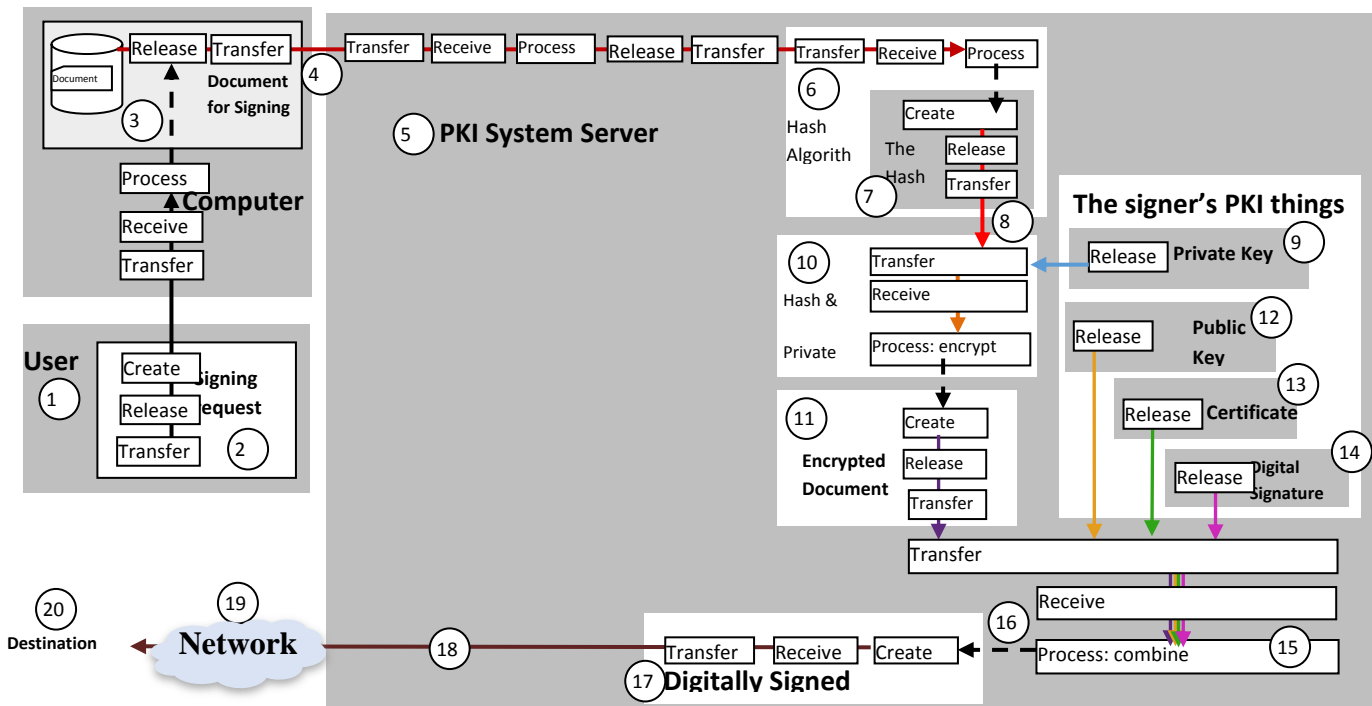 Release
Transfer
Document
Document
for Signing
3
4
Process
Computer
Receive
Transfer
User
1
Create
Signing
Release
request
Transfer
2
Transfer
Receive
Process
Release
Transfer
5
PKI System Server
Transfer
Receive
Process
6
Hash
Algorith
Create
The
Hash
Release
Transfer
7
8
10
Hash &
Private
Transfer
Receive
Process: encrypt
11
Encrypted
Document
Create
Release
Transfer
The signer's PKI things
Release
Private Key
9
Release
Public
Key
12
Release
Certificate
13
Release
Digital
Signature
14
Transfer
Receive
Process: combine
15
16
Transfer
Receive
Create
17
Digitally Signed
18
19
Network
20
Destination